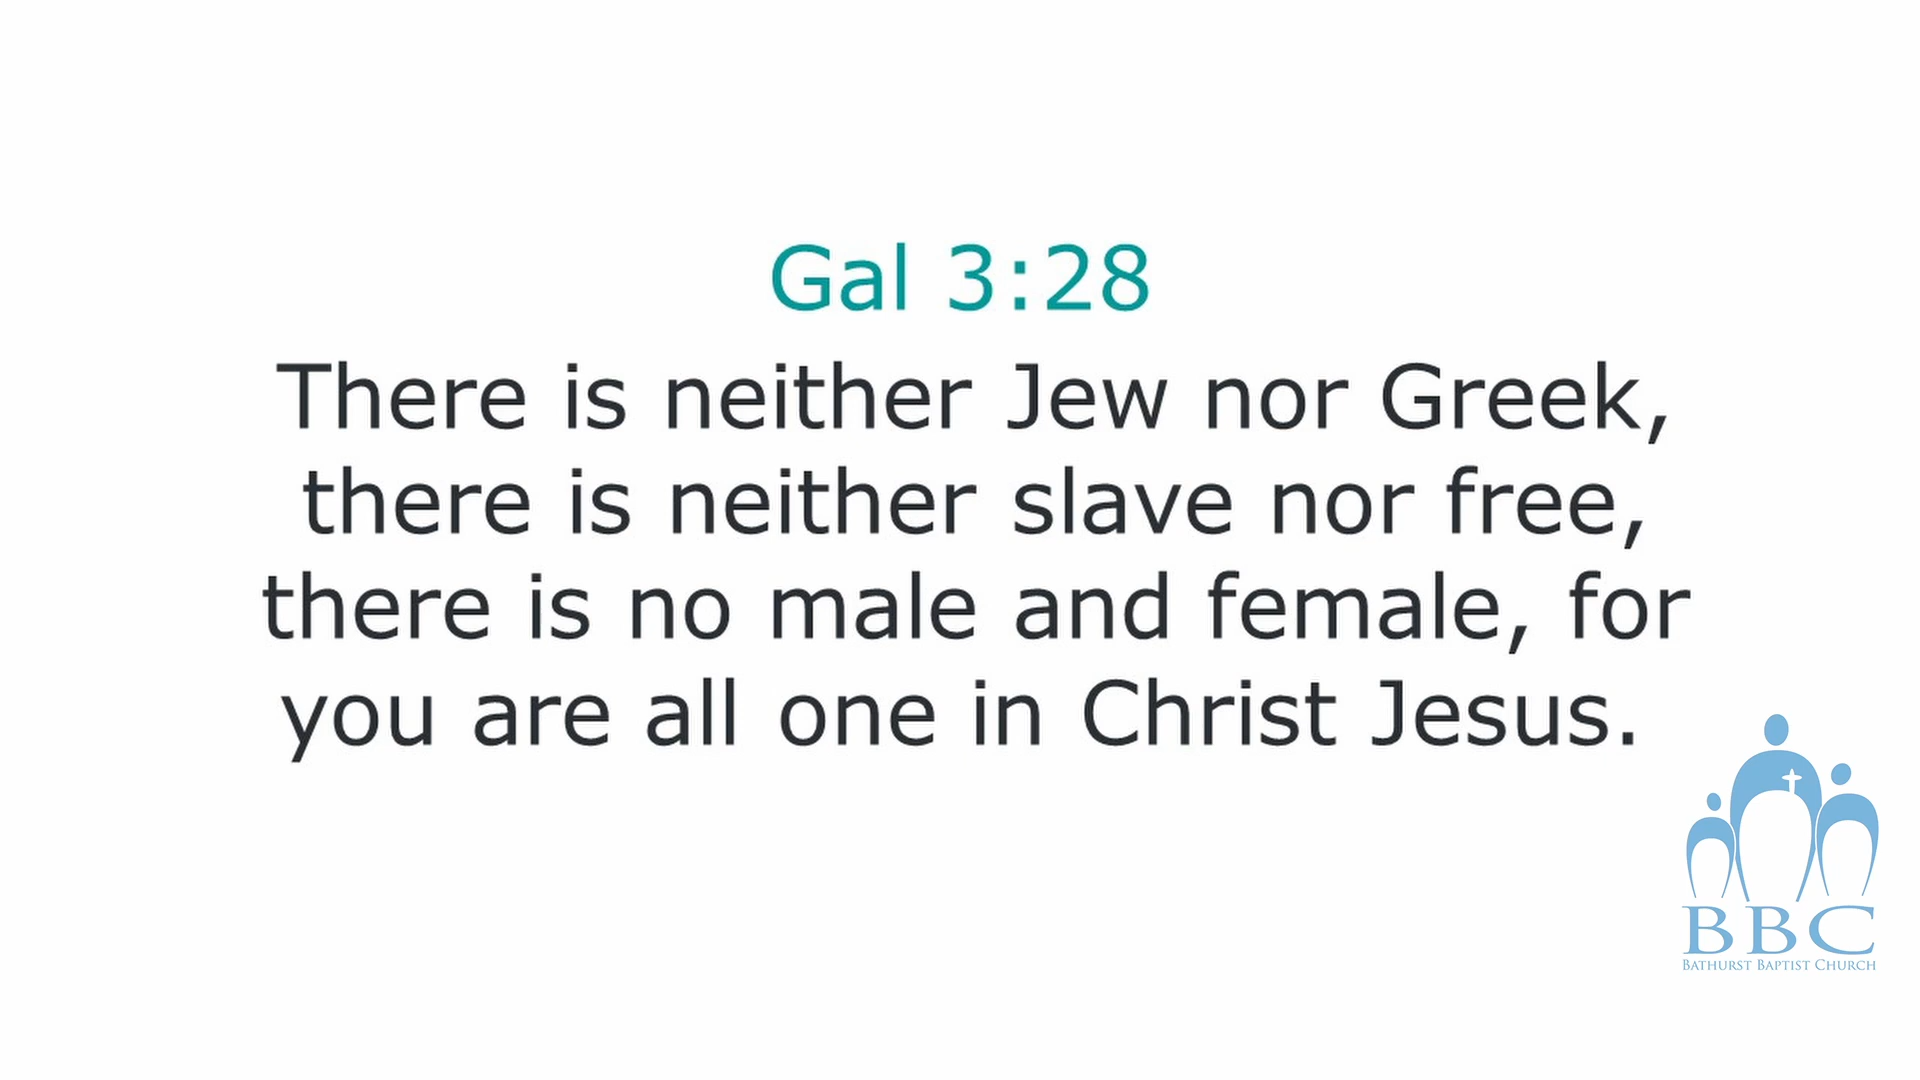 Gal 3:28
There is neither Jew nor Greek,
there is neither slave nor free,
there is no male and female, for
you are all one in Christ Jesus.
BBC
Bathurst Baptist Church